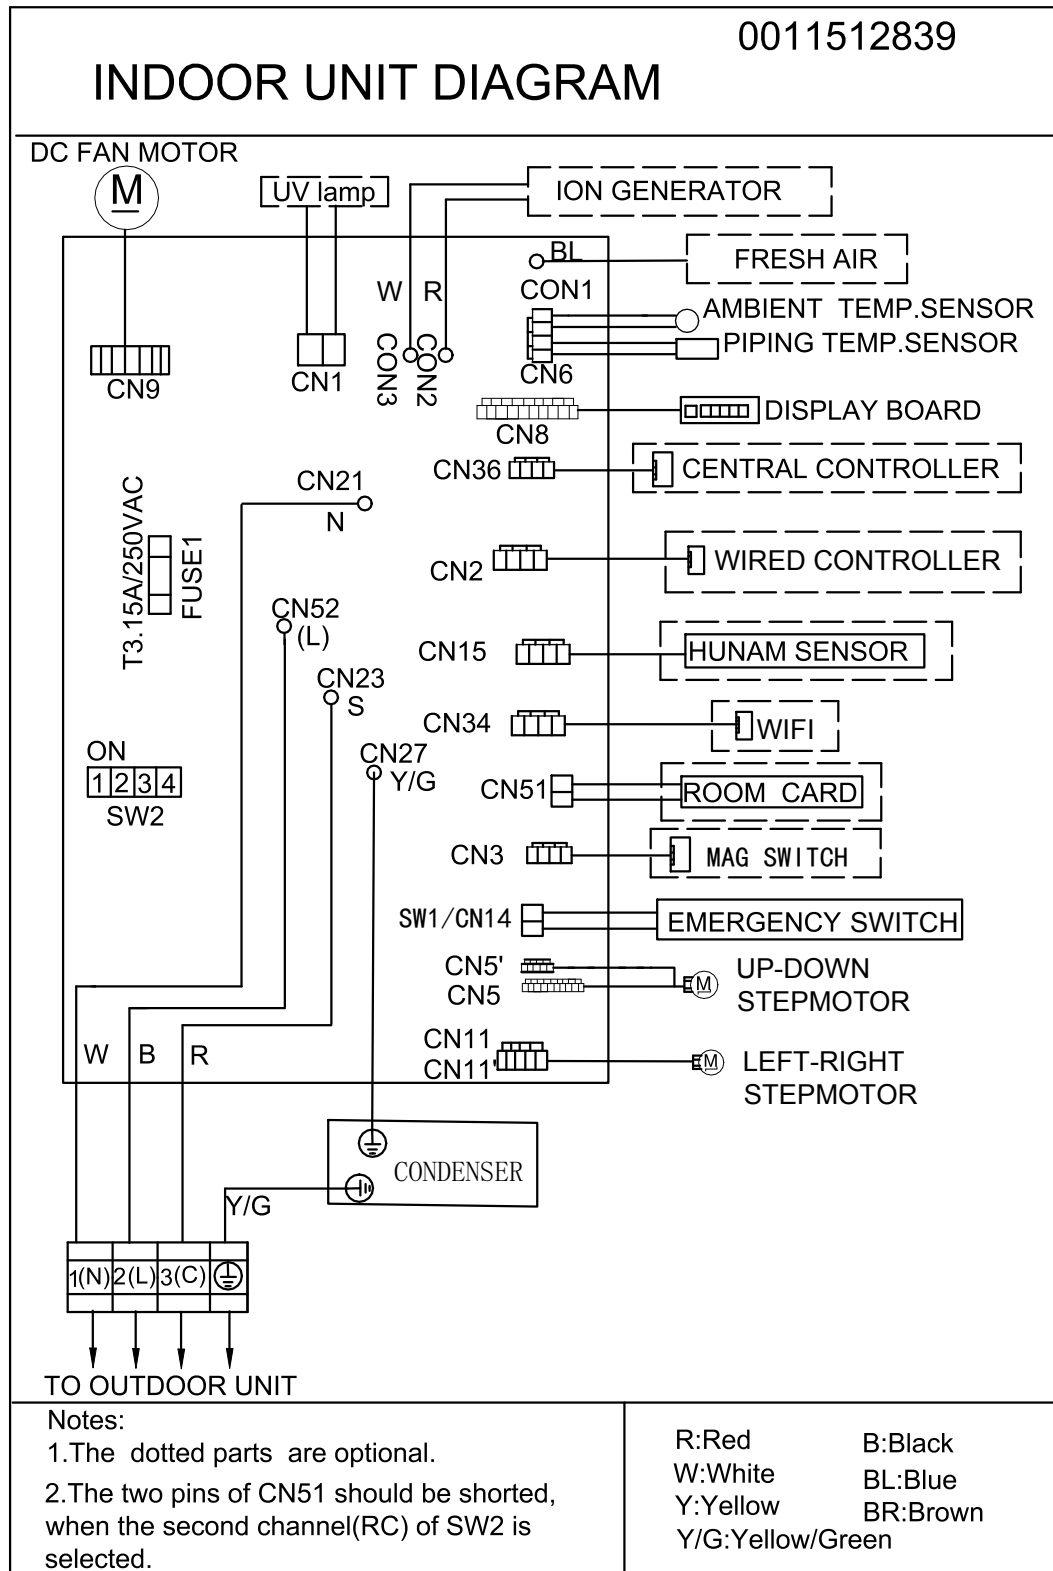 0011512839
INDOOR UNIT DIAGRAM
DC FAN MOTOR
M
UV lamp
ION GENERATOR
BL
FRESH AIR
W R
CON1
AMBIENT TEMP.SENSOR
PIPING TEMP.SENSOR
CN9
CN1
CON3
CON2
CN6
DISPLAY BOARD
CN8
CN36
CENTRAL CONTROLLER
CN21
N
T3.15A/250VAC
FUSE1
CN2
WIRED CONTROLLER
CN52
(L)
CN15
HUNAM SENSOR
CN23
S
CN34
WIFI
ON
1 2 3 4
SW2
CN27
Y/G
CN51
ROOM CARD
CN3
MAG SWITCH
SW1/CN14
EMERGENCY SWITCH
CN5'
CN5
M
UP-DOWN
STEPMOTOR
W B R
CN11
CN11'
M
LEFT-RIGHT
STEPMOTOR
CONDENSER
Y/G
1(N) 2(L) 3(C)
TO OUTDOOR UNIT
Notes:
1.The dotted parts are optional.
2.The two pins of CN51 should be shorted,
when the second channel(RC) of SW2 is
selected.
R:Red B:Black
W:White BL:Blue
Y:Yellow BR:Brown
Y/G:Yellow/Green